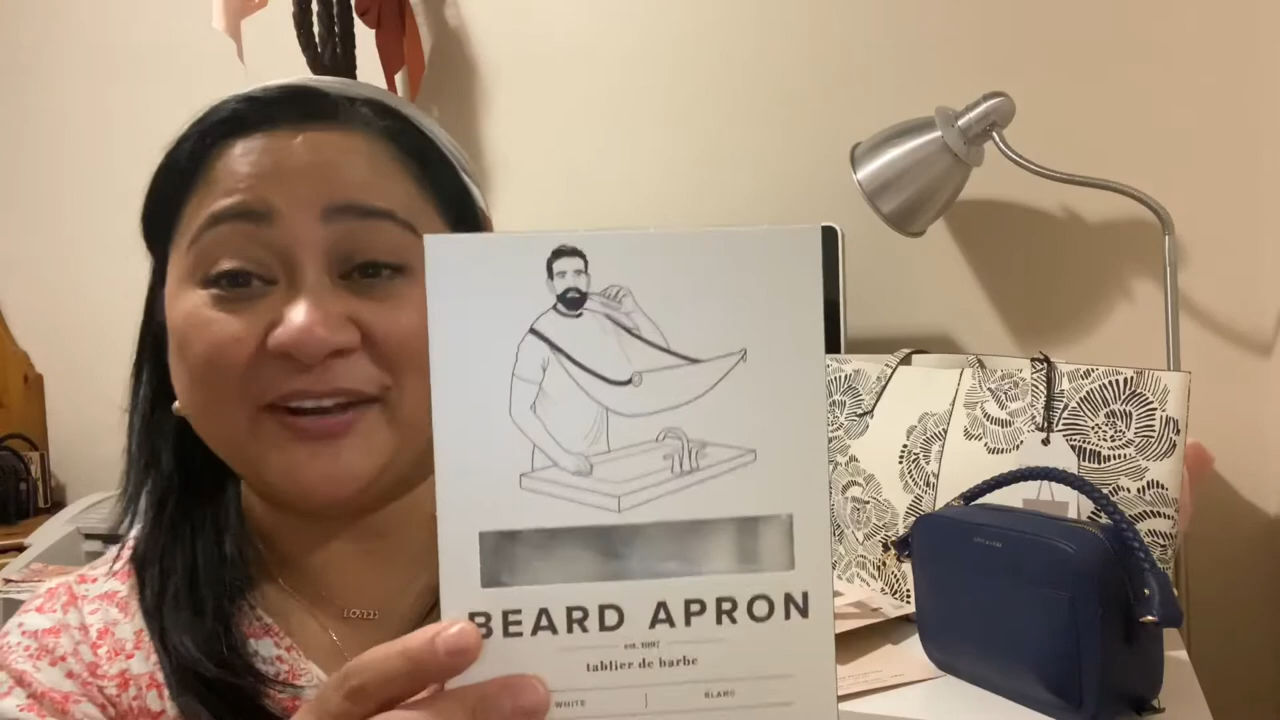 LOVED
BEARD APRON
est. 1997
tablier de barbe
WHITE | BLANC